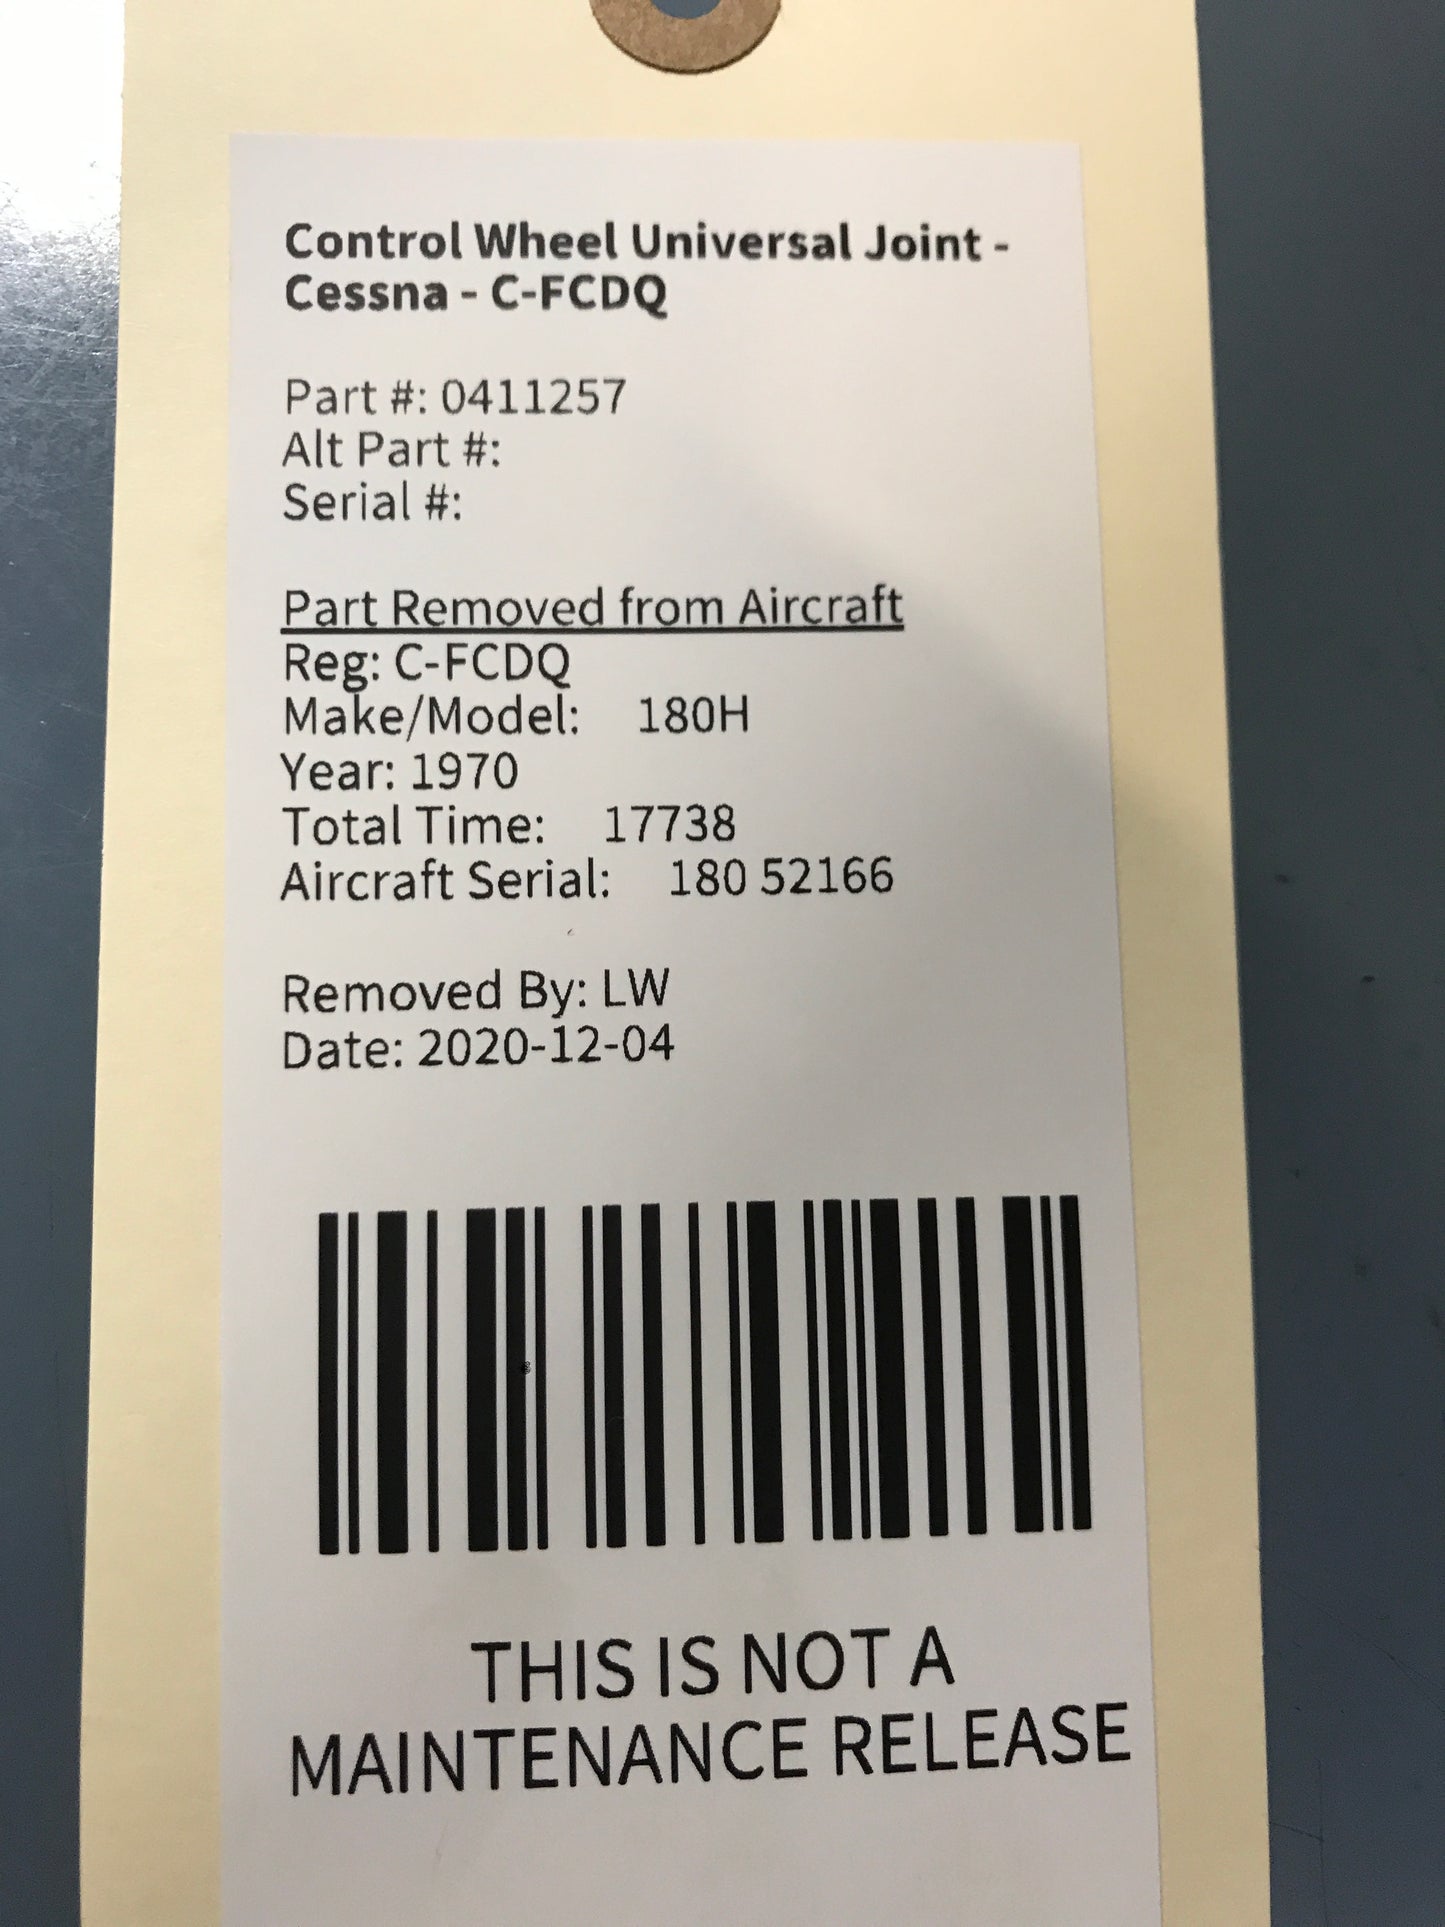 Control Wheel Universal Joint -
Cessna - C-FCDQ
Part #: 0411257
Alt Part #:
Serial #:
Part Removed from Aircraft
Reg: C-FCDQ
Make/Model: 180H
Year: 1970
Total Time: 17738
Aircraft Serial: 180 52166
Removed By: LW
Date: 2020-12-04
THIS IS NOT A
MAINTENANCE RELEASE